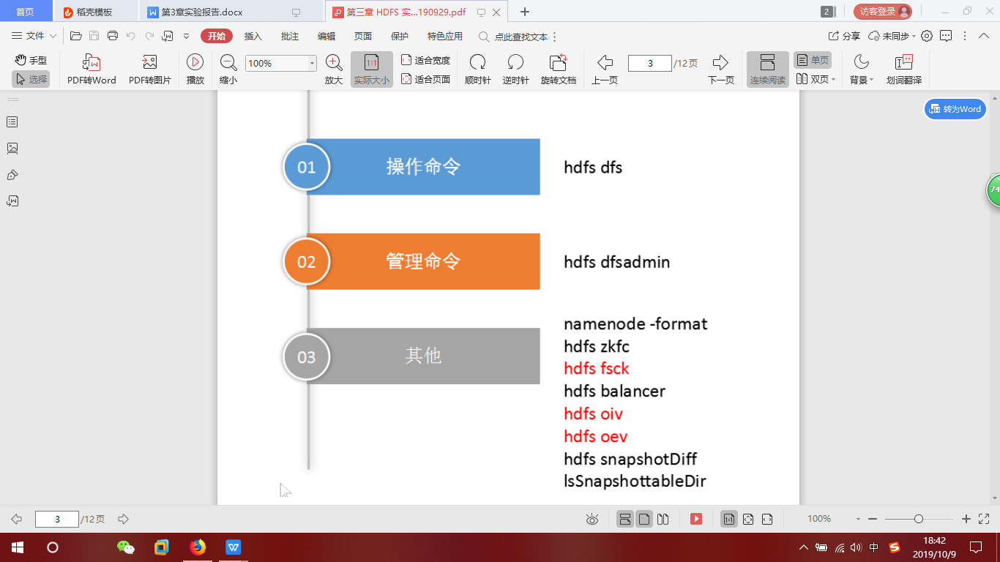 首页
稻壳模板
第3章实验报告.docx
第三章 HDFS 实...190929.pdf
2
访客登录
文件
开始
插入
批注
编辑
页面
保护
特色应用
点此查找文本
分享
未同步
手型
选择
PDF转Word
PDF转图片
播放
缩小
100%
放大
1:1
实际大小
适合宽度
适合页面
顺时针
逆时针
旋转文档
上一页
3
/12页
下一页
连续阅读
单页
双页
背景
划词翻译
转为Word
74
01
操作命令
hdfs dfs
02
管理命令
hdfs dfsadmin
03
其他
namenode -format
hdfs zkfc
hdfs fsck
hdfs balancer
hdfs oiv
hdfs oev
hdfs snapshotDiff
lsSnapshottableDir
3
/12页
1:1
100%
中
18:42
2019/10/9